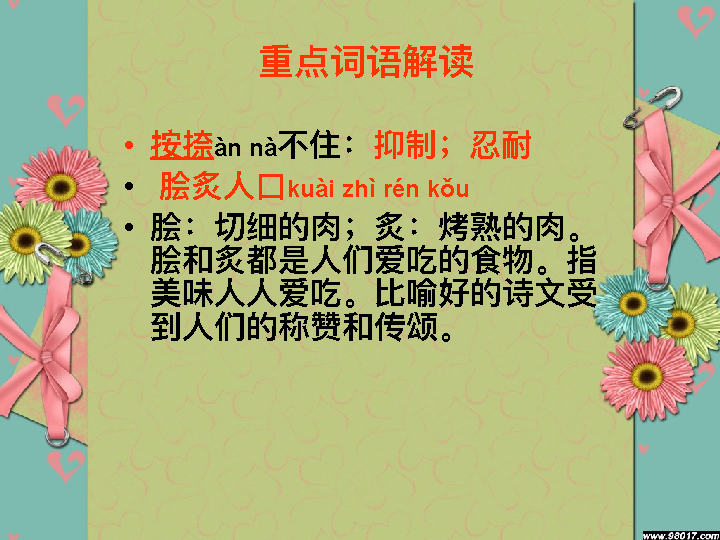 重点词语解读
• 按捺àn nà不住：抑制；忍耐
• 脍炙人口kuài zhì rén kǒu
• 脍：切细的肉；炙：烤熟的肉。
脍和炙都是人们爱吃的食物。指
美味人人爱吃。比喻好的诗文受
到人们的称赞和传颂。
www.98017.com